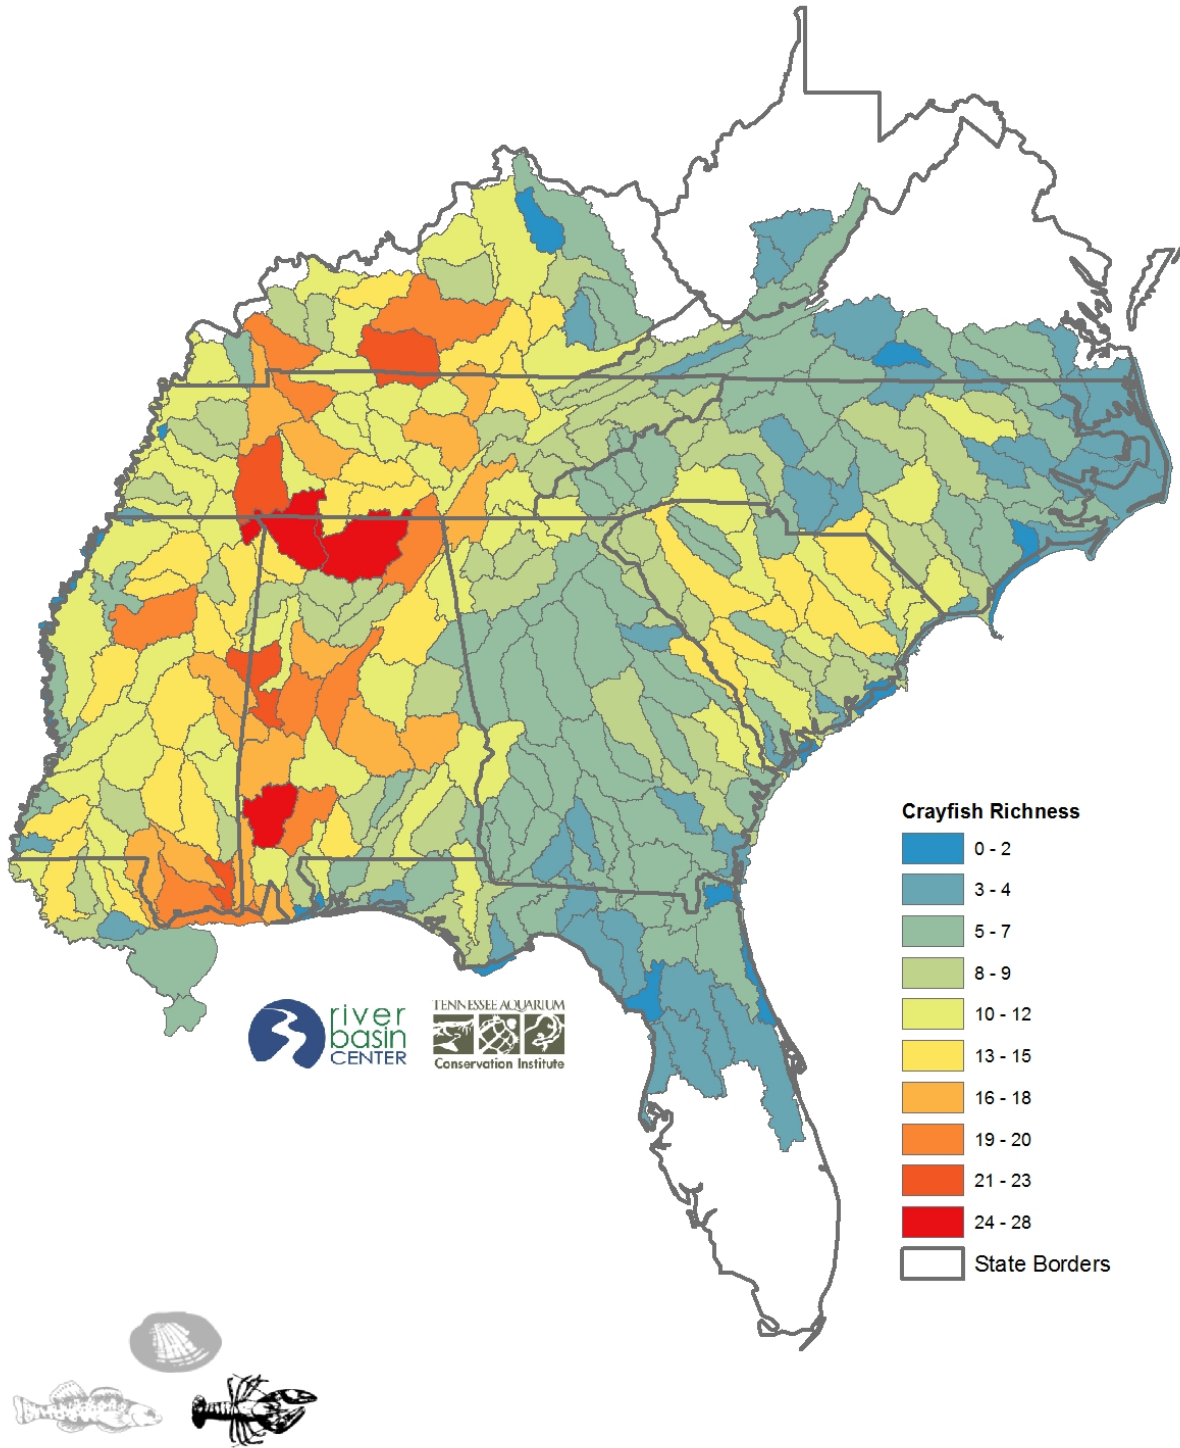 Crayfish Richness
0 - 2
3 - 4
5 - 7
8 - 9
10 - 12
13 - 15
16 - 18
19 - 20
21 - 23
24 - 28
State Borders
river
basin
CENTER
TENNESSEE AQUARIUM
Conservation Institute